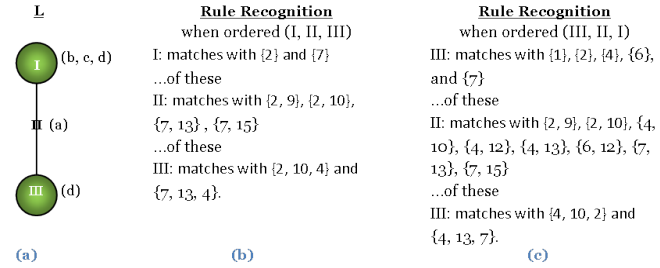 L
I
(b, c, d)
II (a)
III
(d)
(a)
Rule Recognition
when ordered (I, II, III)
I: matches with {2} and {7}
...of these
II: matches with {2, 9}, {2, 10},
{7, 13} , {7, 15}
...of these
III: matches with {2, 10, 4} and
{7, 13, 4}.
(b)
Rule Recognition
when ordered (III, II, I)
III: matches with {1}, {2}, {4}, {6},
and {7}
...of these
II: matches with {2, 9}, {2, 10}, {4,
10}, {4, 12}, {4, 13}, {6, 12}, {7,
13}, {7, 15}
...of these
III: matches with {4, 10, 2} and
{4, 13, 7}.
(c)